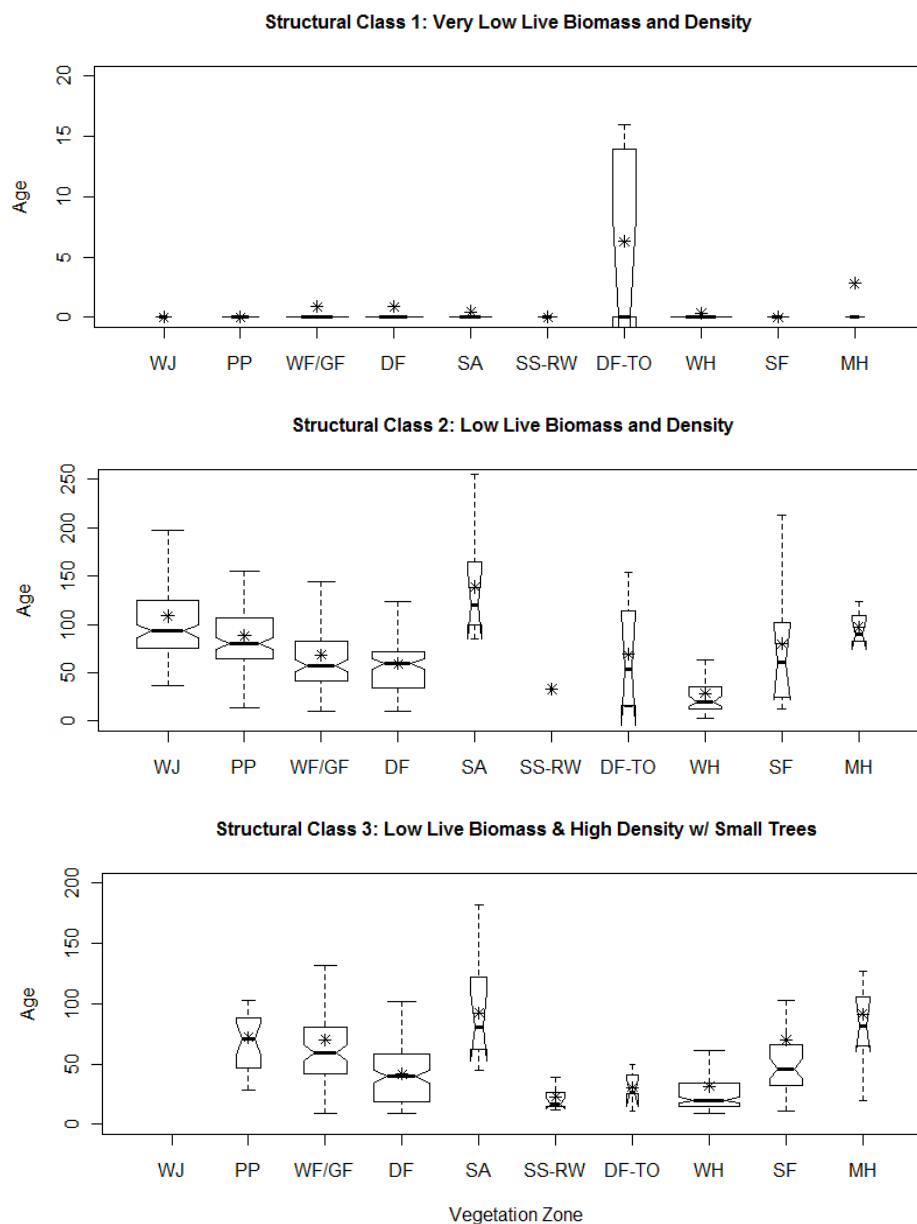 Structural Class 1: Very Low Live Biomass and Density
20
15
10
5
0
Age
WJ PP WF/GF DF SA SS-RW DF-TO WH SF MH
Structural Class 2: Low Live Biomass and Density
250
200
150
100
50
0
Age
WJ PP WF/GF DF SA SS-RW DF-TO WH SF MH
Structural Class 3: Low Live Biomass & High Density w/ Small Trees
200
150
100
50
0
Age
WJ PP WF/GF DF SA SS-RW DF-TO WH SF MH
Vegetation Zone